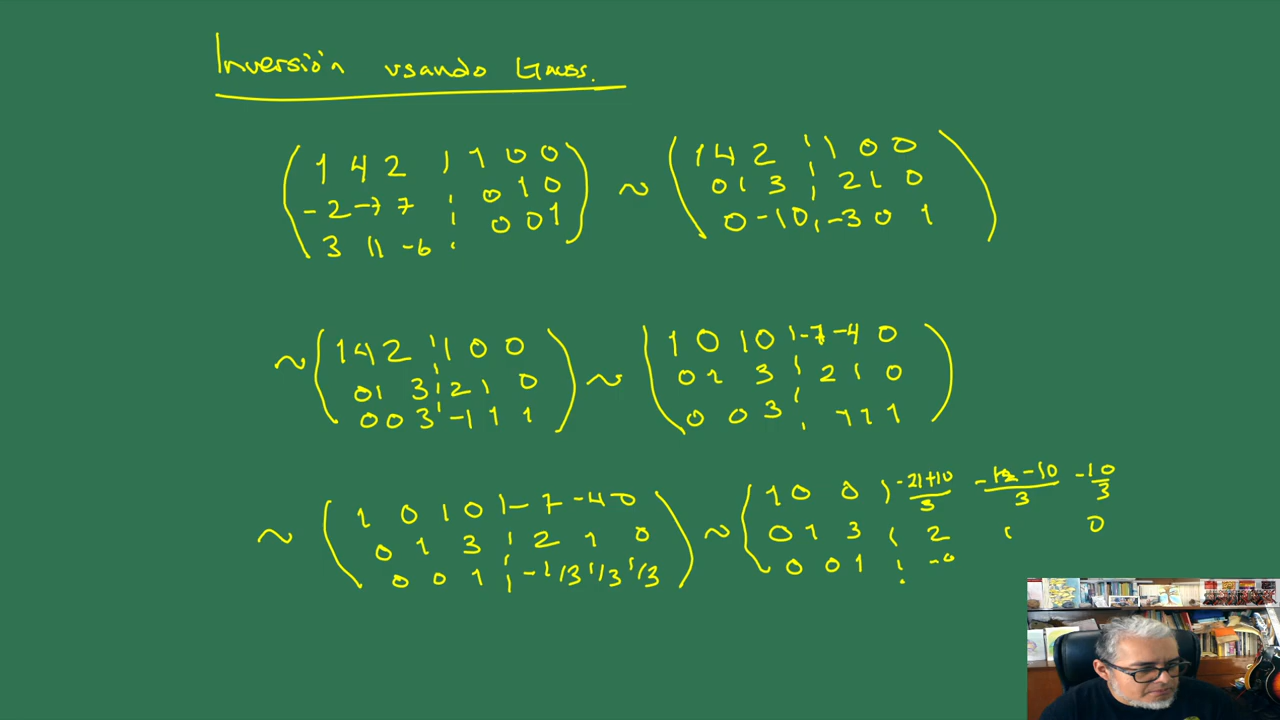 Inversión usando Gauss.
( 1 4 2 ¦ 1 0 0 ) ~ ( 1 4 2 ¦ 1 0 0 )
( -2 -7 7 ¦ 0 1 0 ) ( 0 1 3 ¦ 2 1 0 )
( 3 11 -6 ¦ 0 0 1 ) ( 0 -1 0 ¦ -3 0 1 )
~ ( 1 4 2 ¦ 1 0 0 ) ~ ( 1 0 10 ¦ -7 -4 0 )
( 0 1 3 ¦ 2 1 0 ) ( 0 1 3 ¦ 2 1 0 )
( 0 0 3 ¦ -1 1 1 ) ( 0 0 3 ¦ -1 1 1 )
~ ( 1 0 10 ¦ -7 -4 0 ) ~ ( 1 0 0 ¦ (-21+10)/3 (-12-10)/3 -10/3
( 0 1 3 ¦ 2 1 0 ) ( 0 1 3 ¦ 2 1 0
( 0 0 1 ¦ -1/3 1/3 1/3 ) ( 0 0 1 ¦